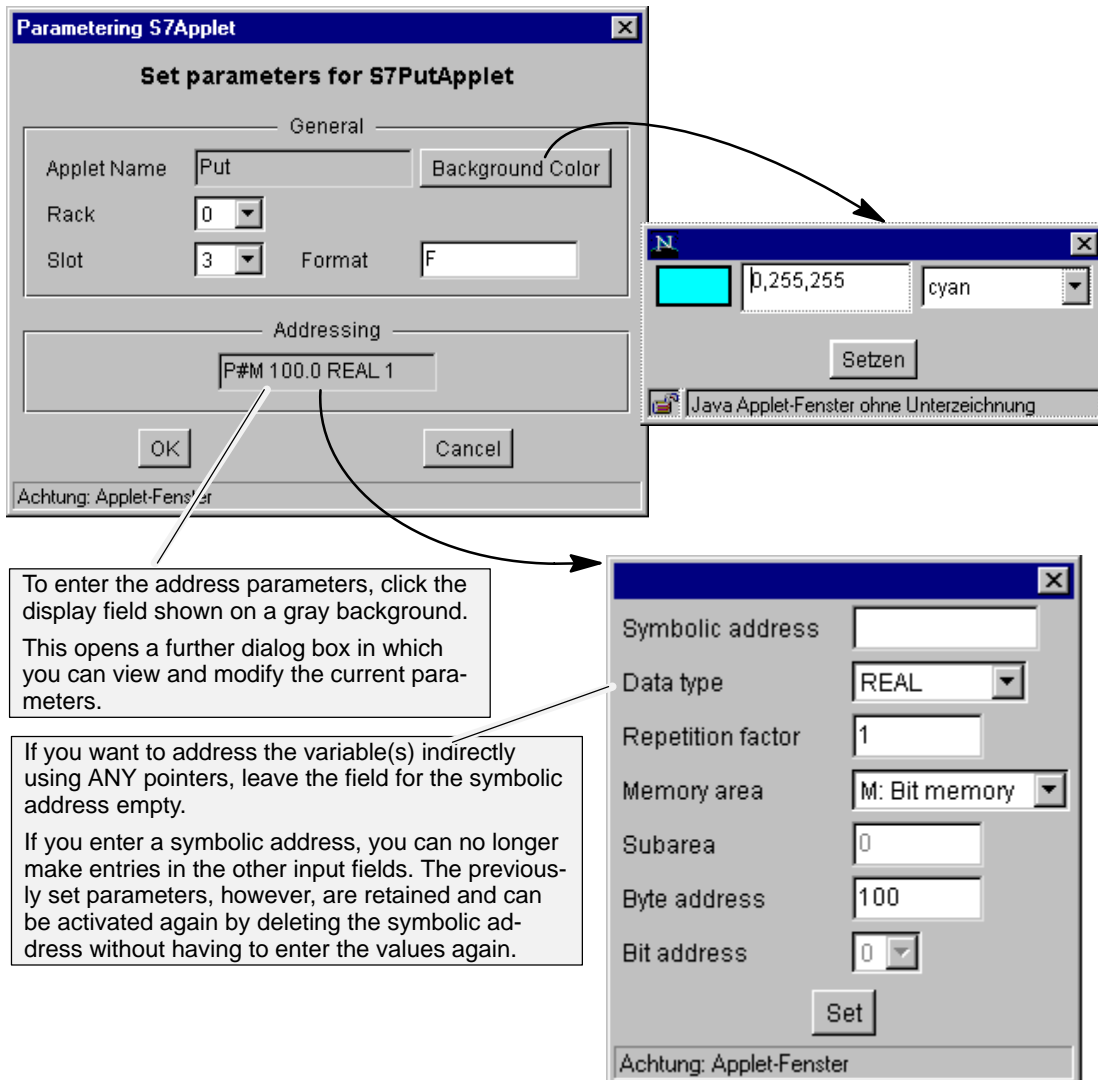 Parametering S7Applet
Set parameters for S7PutApplet
General
Applet Name Put Background Color
Rack 0
Slot 3 Format F
Addressing
P#M 100.0 REAL 1
OK Cancel
Achtung: Applet-Fenster
N
0,255,255 cyan
Setzen
Java Applet-Fenster ohne Unterzeichnung
To enter the address parameters, click the
display field shown on a gray background.
This opens a further dialog box in which
you can view and modify the current para-
meters.
If you want to address the variable(s) indirectly
using ANY pointers, leave the field for the symbolic
address empty.
If you enter a symbolic address, you can no longer
make entries in the other input fields. The previous-
ly set parameters, however, are retained and can
be activated again by deleting the symbolic ad-
dress without having to enter the values again.
Symbolic address
Data type REAL
Repetition factor 1
Memory area M: Bit memory
Subarea 0
Byte address 100
Bit address 0
Set
Achtung: Applet-Fenster